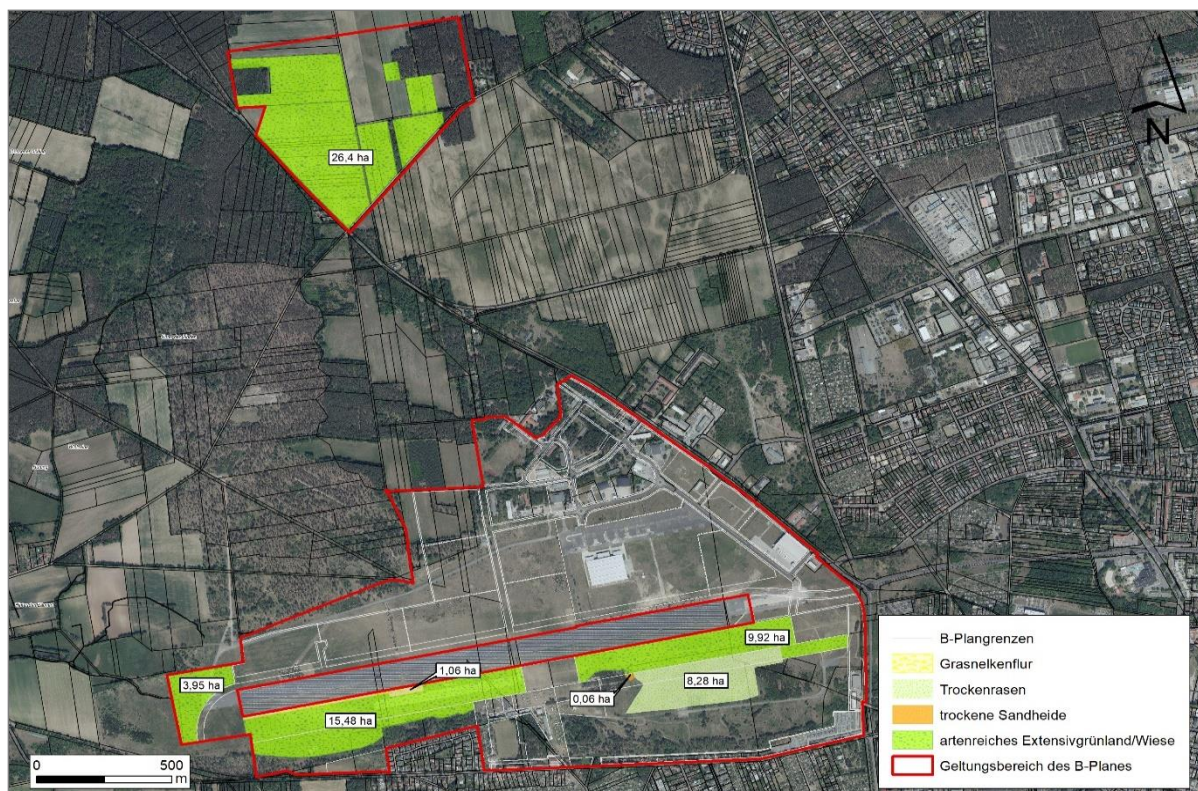 26,4 ha
N
1,06 ha
9,92 ha
3,95 ha
8,28 ha
0,06 ha
15,48 ha
0 500
m
B-Plangrenzen
Grasnelkenflur
Trockenrasen
trockene Sandheide
artenreiches Extensivgrünland/Wiese
Geltungsbereich des B-Planes